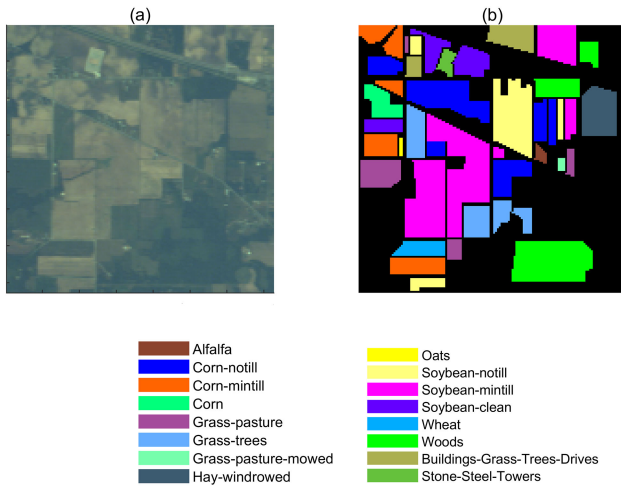 (a)
(b)
Alfalfa
Corn-notill
Corn-mintill
Corn
Grass-pasture
Grass-trees
Grass-pasture-mowed
Hay-windrowed
Oats
Soybean-notill
Soybean-mintill
Soybean-clean
Wheat
Woods
Buildings-Grass-Trees-Drives
Stone-Steel-Towers